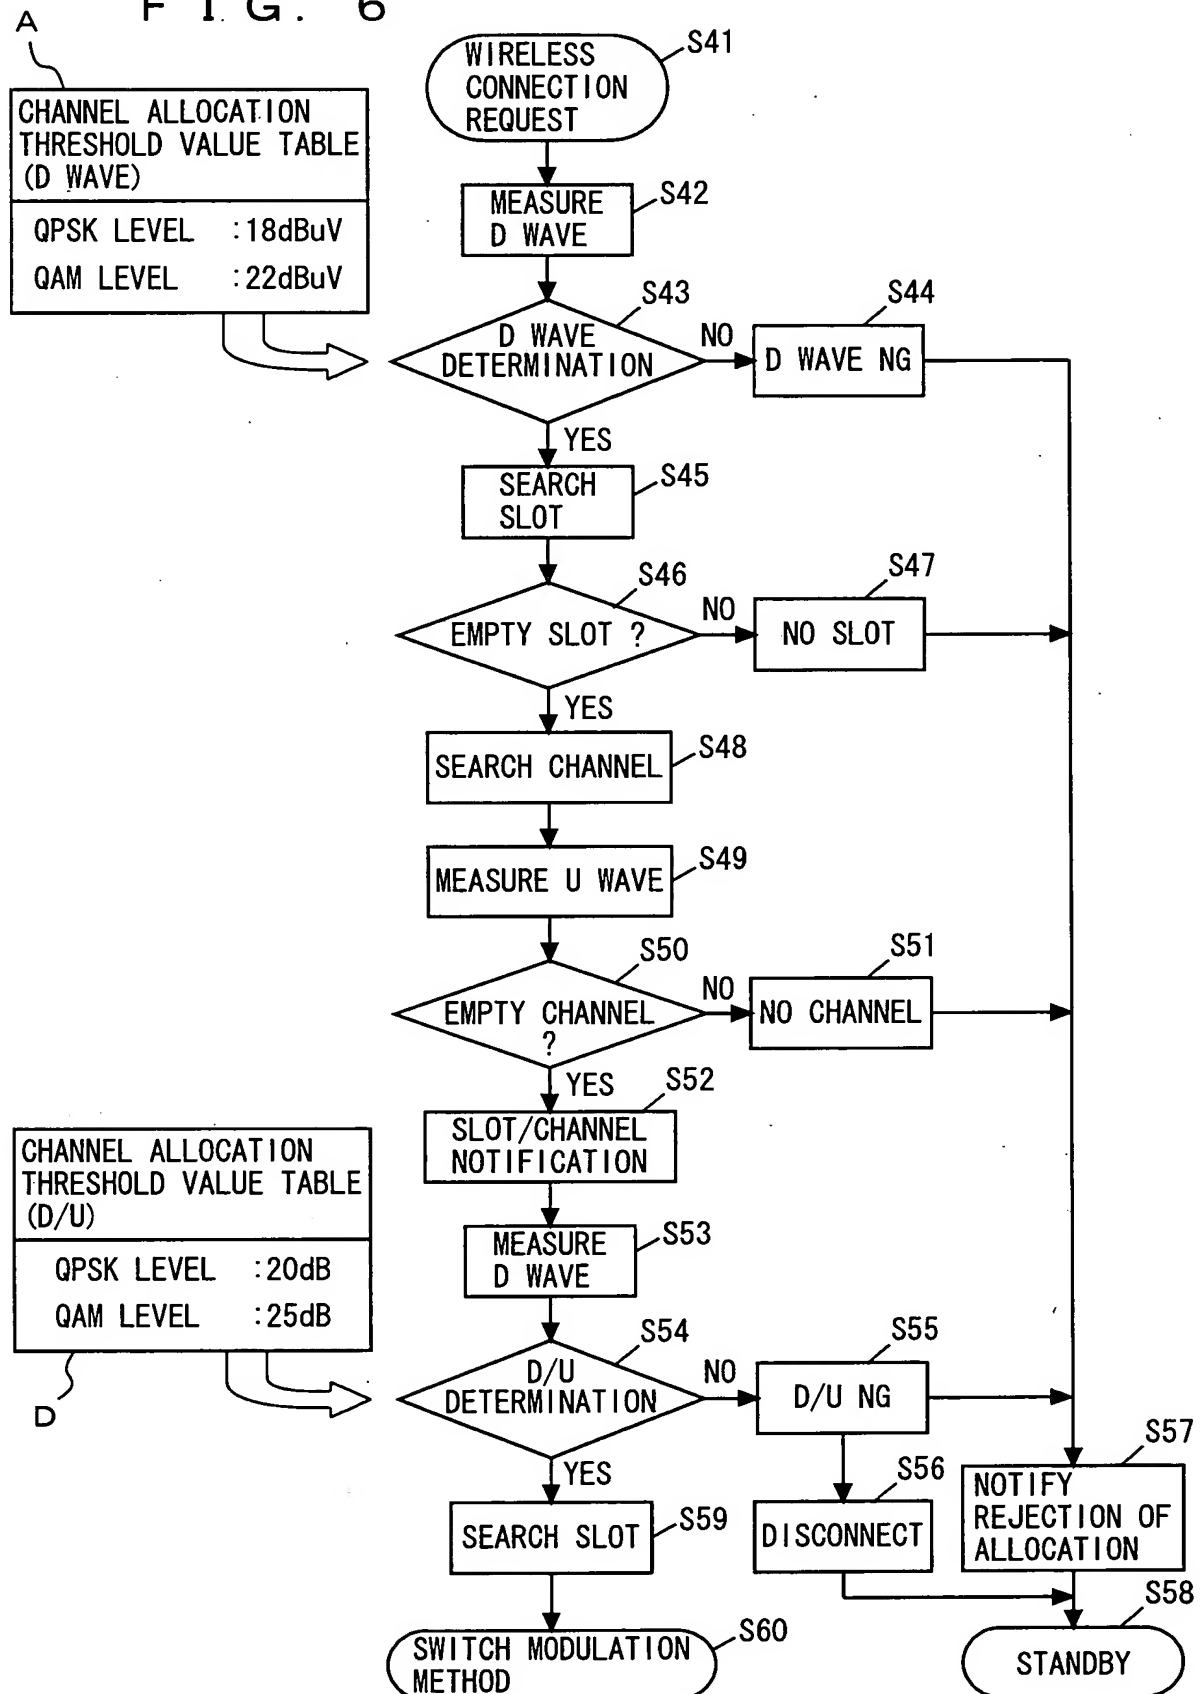 FIG. 6
A
CHANNEL ALLOCATION
THRESHOLD VALUE TABLE
(D WAVE)
QPSK LEVEL :18dBuV
QAM LEVEL :22dBuV
WIRELESS
CONNECTION
REQUEST
S41
MEASURE
D WAVE
S42
D WAVE
DETERMINATION
S43
NO
D WAVE NG
S44
YES
SEARCH
SLOT
S45
EMPTY SLOT ?
S46
NO
NO SLOT
S47
YES
SEARCH CHANNEL
S48
MEASURE U WAVE
S49
EMPTY CHANNEL
?
S50
NO
NO CHANNEL
S51
YES
SLOT/CHANNEL
NOTIFICATION
S52
CHANNEL ALLOCATION
THRESHOLD VALUE TABLE
(D/U)
QPSK LEVEL :20dB
QAM LEVEL :25dB
D
MEASURE
D WAVE
S53
D/U
DETERMINATION
S54
NO
D/U NG
S55
YES
DISCONNECT
S56
NOTIFY
REJECTION OF
ALLOCATION
S57
SEARCH SLOT
S59
STANDBY
S58
SWITCH MODULATION
METHOD
S60